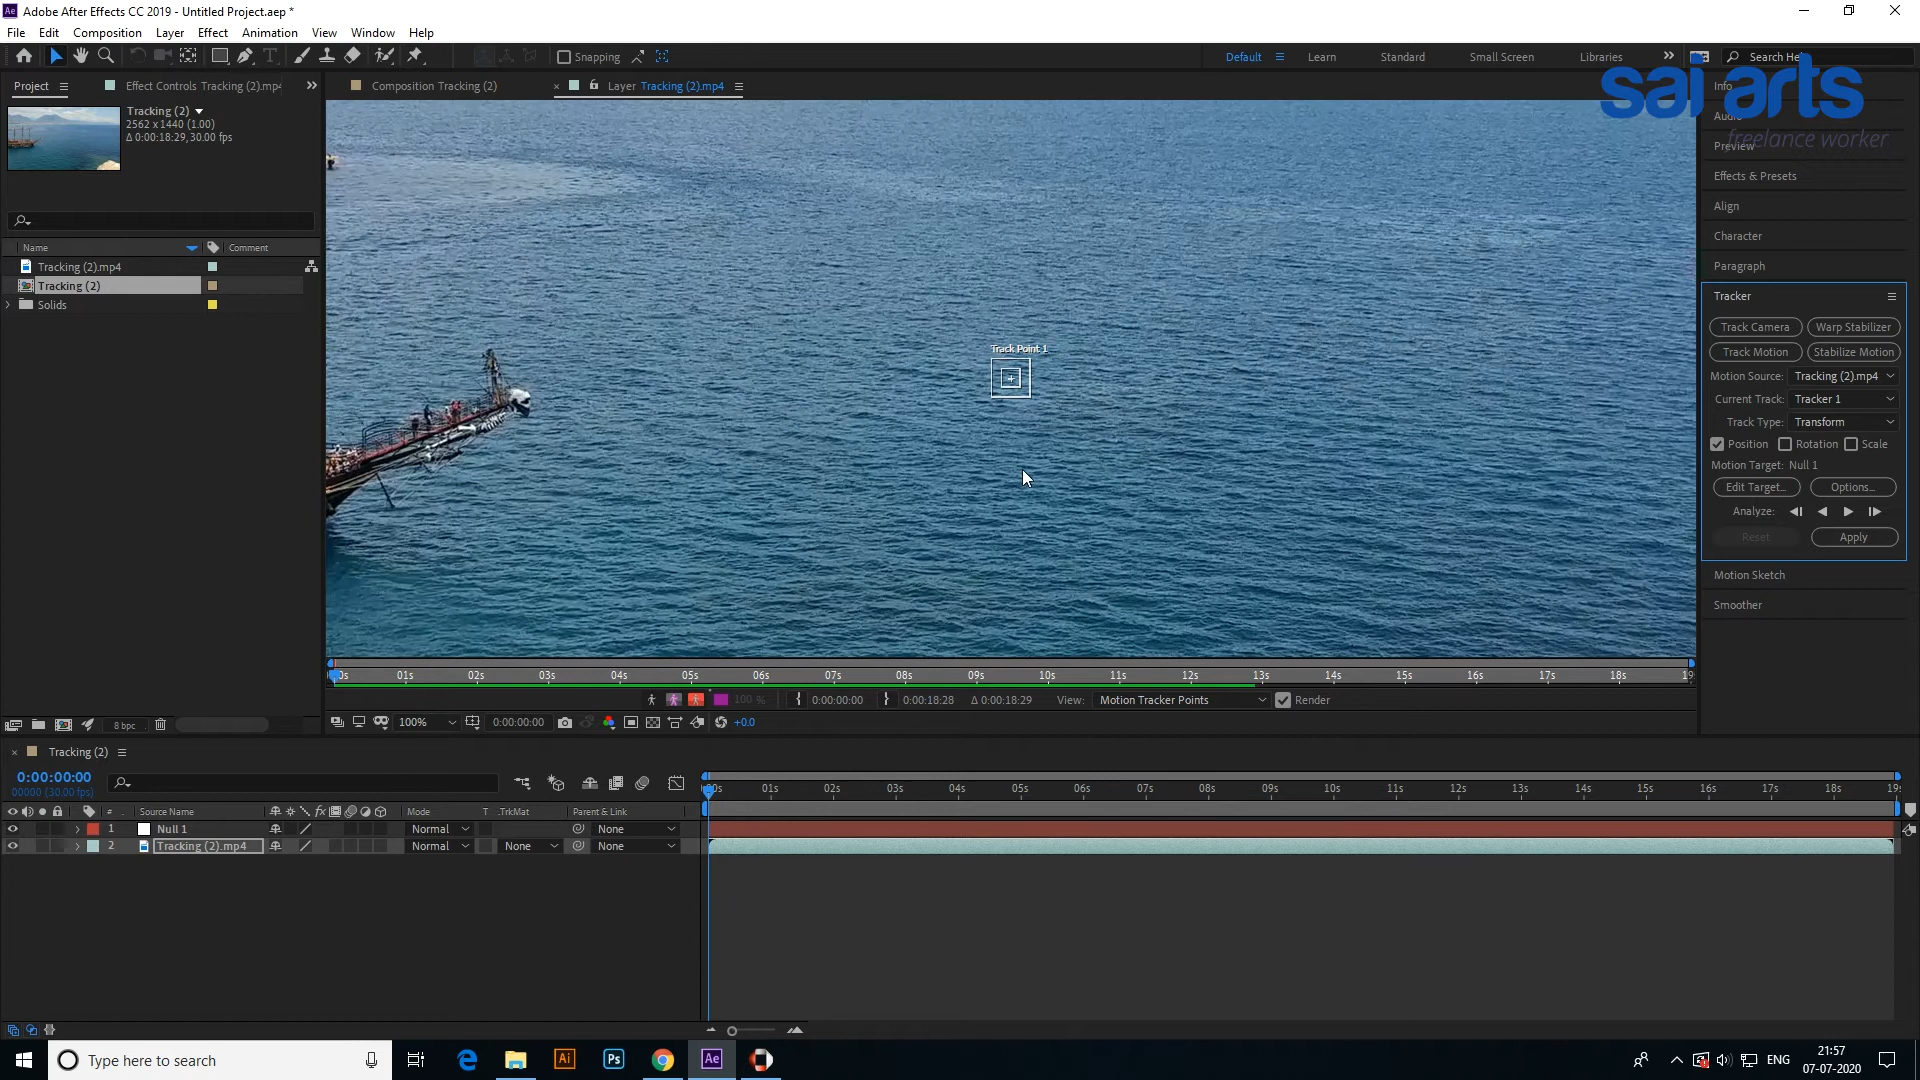 Adobe After Effects CC 2019 - Untitled Project.aep *
File Edit Composition Layer Effect Animation View Window Help
Snapping Default Learn Standard Small Screen Libraries Search He
sai arts
freelance worker
Project Effect Controls Tracking (2).mp4
Composition Tracking (2) Layer Tracking (2).mp4
Tracking (2)
2562 x 1440 (1.00)
Δ 0:00:18:29, 30.00 fps
Name Comment
Tracking (2).mp4
Tracking (2)
Solids
8 bpc
Track Point 1
Info
Preview
Effects & Presets
Align
Character
Paragraph
Tracker
Track Camera Warp Stabilizer
Track Motion Stabilize Motion
Motion Source: Tracking (2).mp4
Current Track: Tracker 1
Track Type: Transform
Position Rotation Scale
Motion Target: Null 1
Edit Target... Options...
Analyze:
Reset Apply
Motion Sketch
Smoother
01s 02s 03s 04s 05s 06s 07s 08s 09s 10s 11s 12s 13s 14s 15s 16s 17s 18s
100 % 0:00:00:00 0:00:18:28 Δ 0:00:18:29 View: Motion Tracker Points Render
100% 0:00:00:00 +0.0
Tracking (2)
0:00:00:00
00000 (30.00 fps)
01s 02s 03s 04s 05s 06s 07s 08s 09s 10s 11s 12s 13s 14s 15s 16s 17s 18s
# Source Name Mode T .TrkMat Parent & Link
1 Null 1 Normal None
2 Tracking (2).mp4 Normal None None
Type here to search
Ai Ps Ae
ENG
21:57
07-07-2020